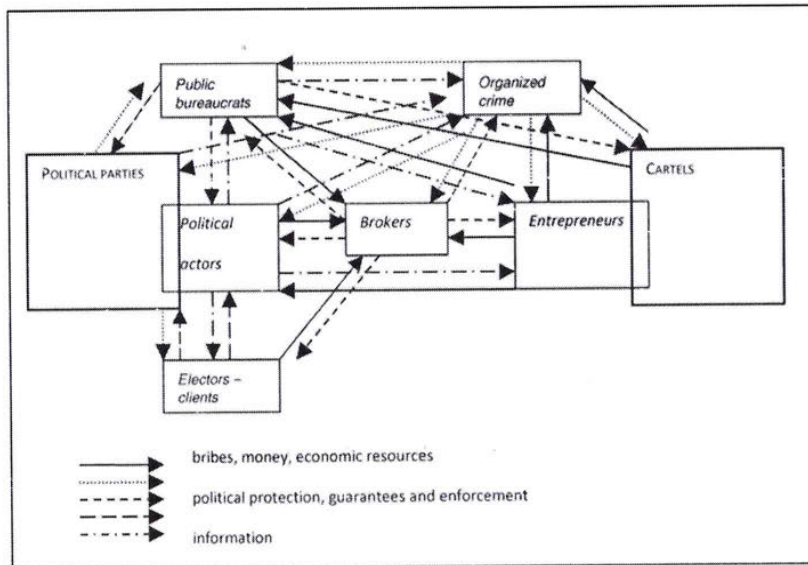 Public
bureaucrats
Organized
crime
POLITICAL PARTIES
CARTELS
Political
actors
Brokers
Entrepreneurs
Electors –
clients
bribes, money, economic resources
political protection, guarantees and enforcement
information